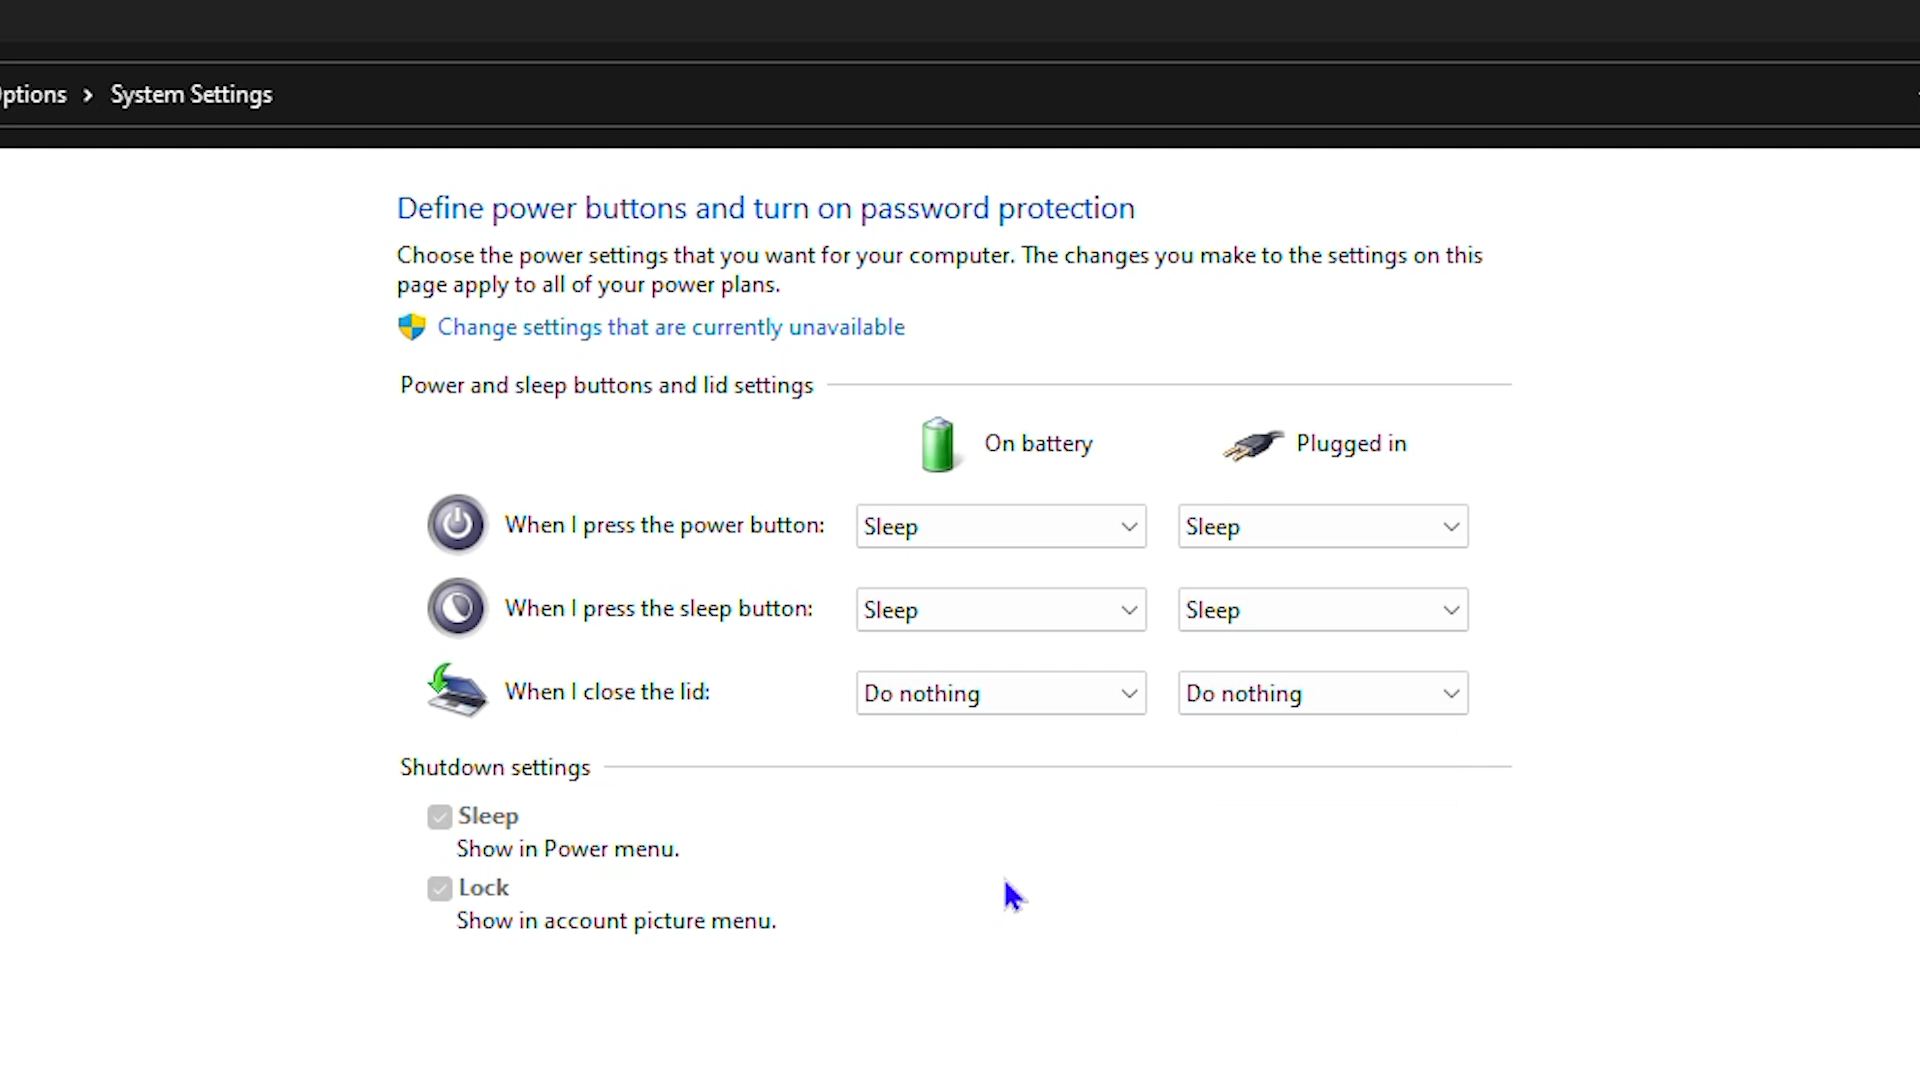 ptions > System Settings
Define power buttons and turn on password protection
Choose the power settings that you want for your computer. The changes you make to the settings on this
page apply to all of your power plans.
Change settings that are currently unavailable
Power and sleep buttons and lid settings
On battery Plugged in
When I press the power button: Sleep Sleep
When I press the sleep button: Sleep Sleep
When I close the lid: Do nothing Do nothing
Shutdown settings
Sleep
Show in Power menu.
Lock
Show in account picture menu.